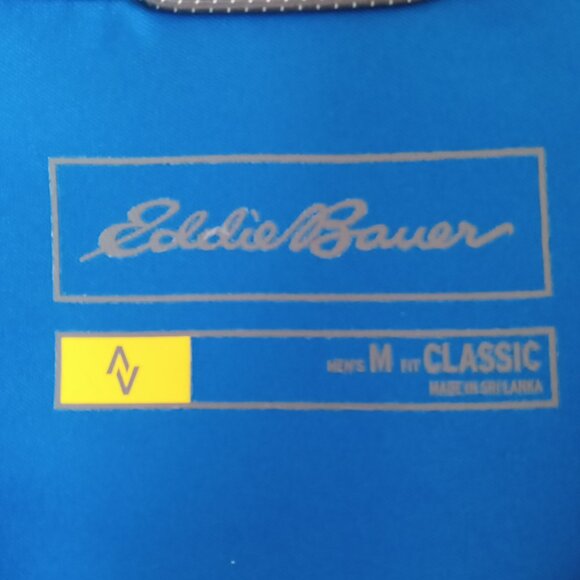 Eddie Bauer
MEN'S M FIT CLASSIC
MADE IN SRI LANKA